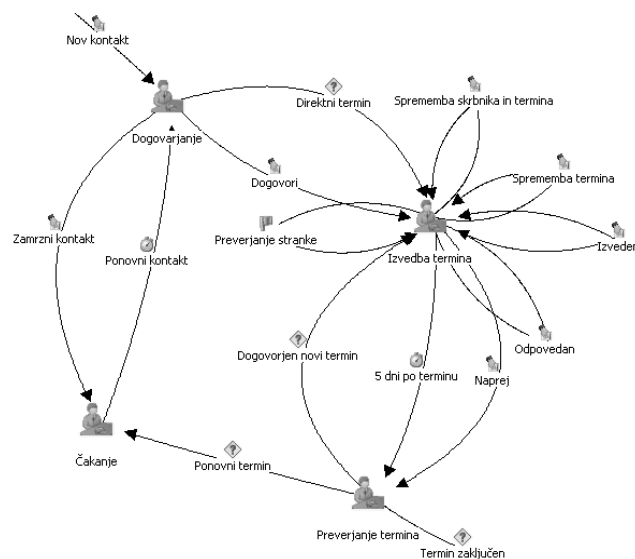 Nov kontakt
Direktni termin
Sprememba skrbnika in termina
Dogovarjanje
Dogovori
Sprememba termina
Zamrzni kontakt
Ponovni kontakt
Preverjanje stranke
Izvedba termina
Izveden
Dogovorjen novi termin
5 dni po terminu
Naprej
Odpovedan
Čakanje
Ponovni termin
Preverjanje termina
Termin zaključen